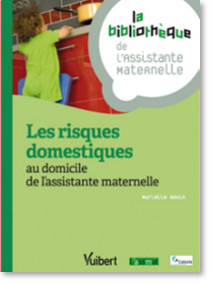 la
bibliothèque
de
l'assistante
maternelle
Les risques
domestiques
au domicile
de l'assistante maternelle
Vuibert